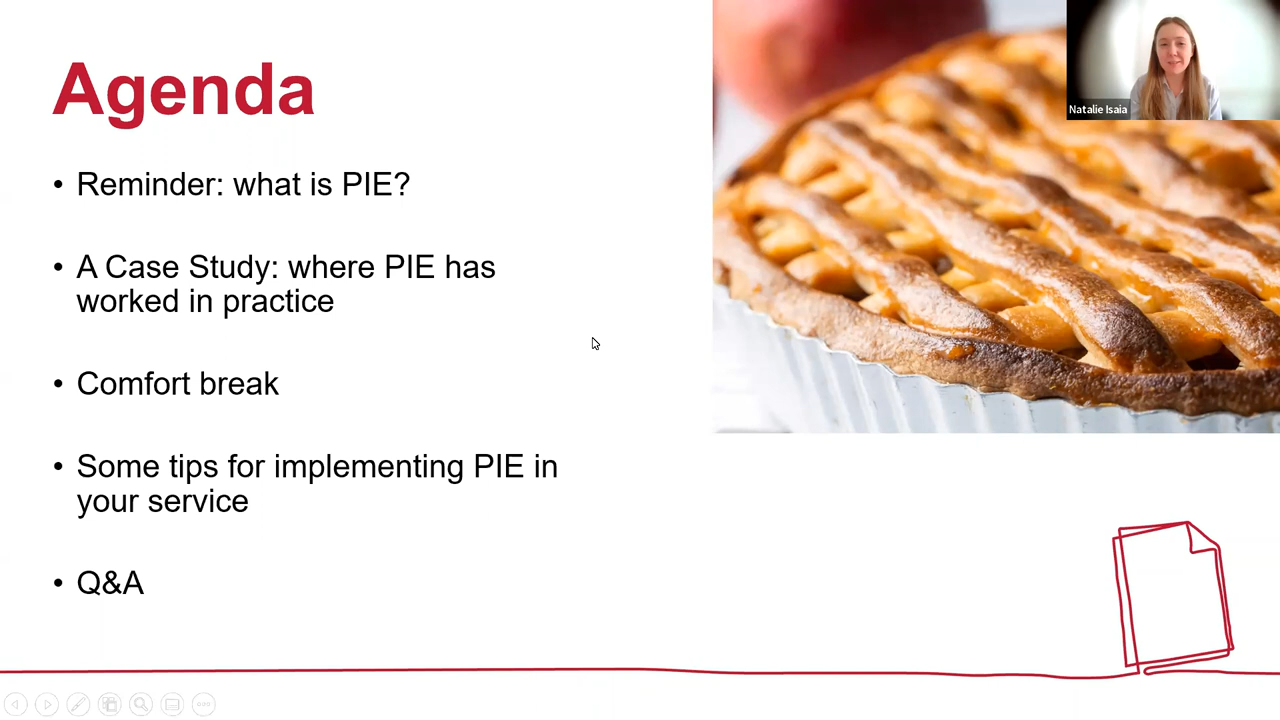 Agenda
• Reminder: what is PIE?
• A Case Study: where PIE has
worked in practice
• Comfort break
• Some tips for implementing PIE in
your service
• Q&A
Natalie Isaia